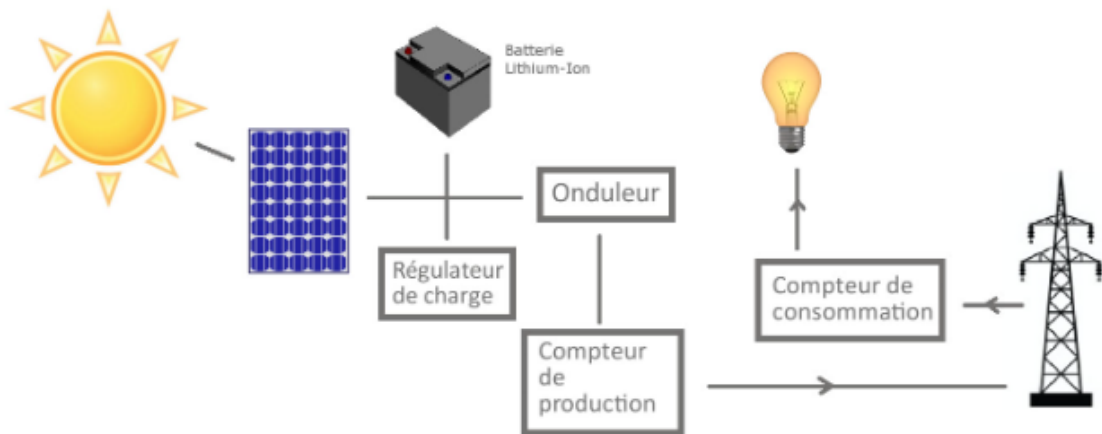 Batterie
Lithium-Ion
Onduleur
Régulateur
de charge
Compteur de
consommation
Compteur
de
production